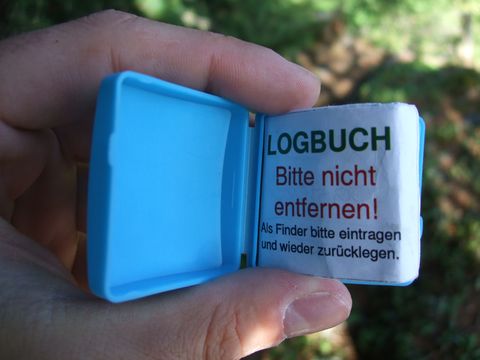 LOGBUCH
Bitte nicht
entfernen!
Als Finder bitte eintragen
und wieder zurücklegen.